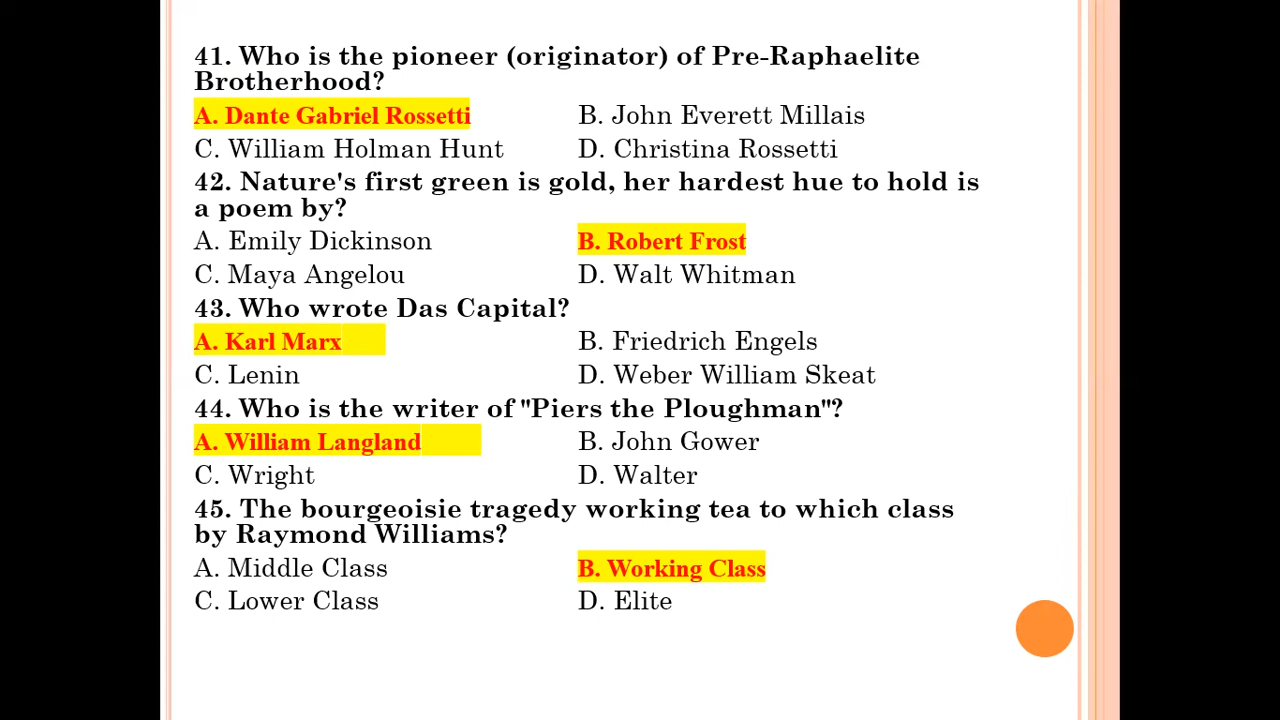 41. Who is the pioneer (originator) of Pre-Raphaelite
Brotherhood?
A. Dante Gabriel Rossetti B. John Everett Millais
C. William Holman Hunt D. Christina Rossetti
42. Nature's first green is gold, her hardest hue to hold is
a poem by?
A. Emily Dickinson B. Robert Frost
C. Maya Angelou D. Walt Whitman
43. Who wrote Das Capital?
A. Karl Marx B. Friedrich Engels
C. Lenin D. Weber William Skeat
44. Who is the writer of "Piers the Ploughman"?
A. William Langland B. John Gower
C. Wright D. Walter
45. The bourgeoisie tragedy working tea to which class
by Raymond Williams?
A. Middle Class B. Working Class
C. Lower Class D. Elite